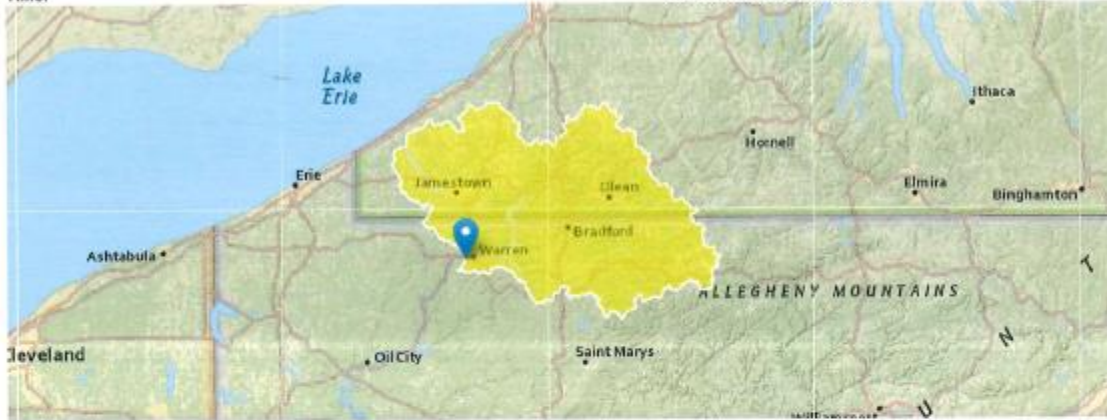 Lake
Erie
Ithaca
Hornell
Jamestown
Olean
Erie
Elmira
Binghamton
Bradford
Warren
Ashtabula
ALLEGHENY MOUNTAINS
T
N
Cleveland
Oil City
Saint Marys
U